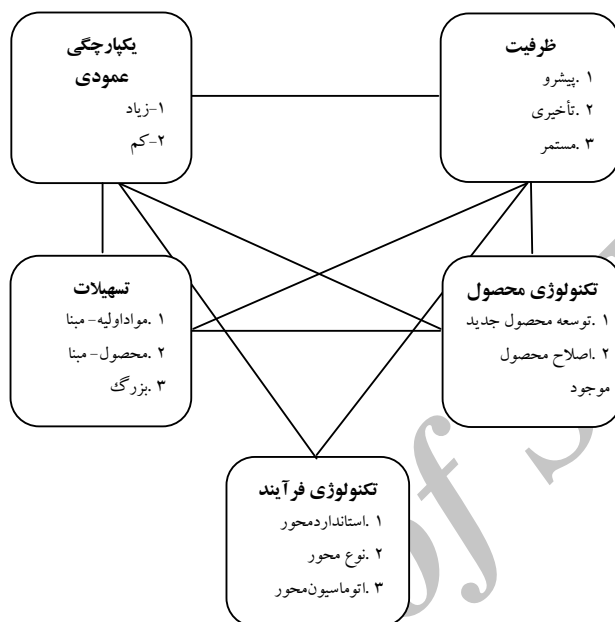 ظرفیت
۱ .پیشرو
۲ .تأخیری
۳ .مستمر
یکپارچگی
عمودی
۱-زیاد
۲-کم
تکنولوژی محصول
۱ .توسعه محصول جدید
۲ .اصلاح محصول
موجود
تسهیلات
۱ .مواداولیه- مبنا
۲ .محصول- مبنا
۳ .بزرگ
تکنولوژی فرآیند
۱ .استانداردمحور
۲ .نوع محور
۳ .اتوماسیون‌محور
of S